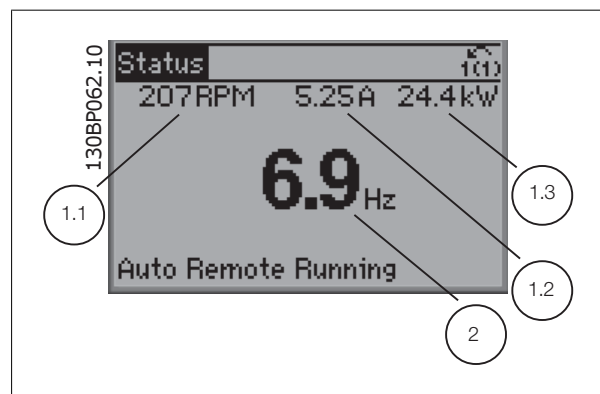 130BP062.10
Status
1(1)
207RPM 5.25A 24.4kW
6.9Hz
Auto Remote Running
1.1
1.3
1.2
2